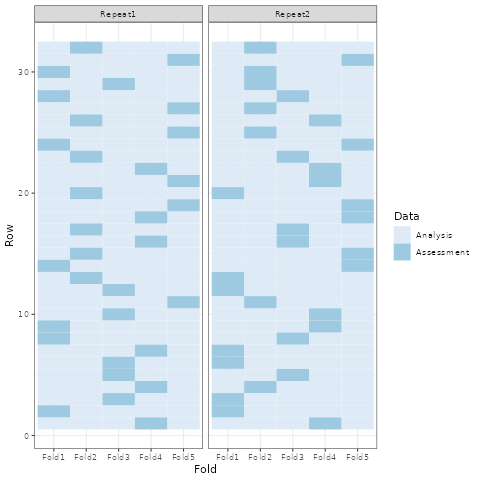 Repeat1 Repeat2
30
20
10
0
Row
Fold1 Fold2 Fold3 Fold4 Fold5 Fold1 Fold2 Fold3 Fold4 Fold5
Fold
Data
Analysis
Assessment